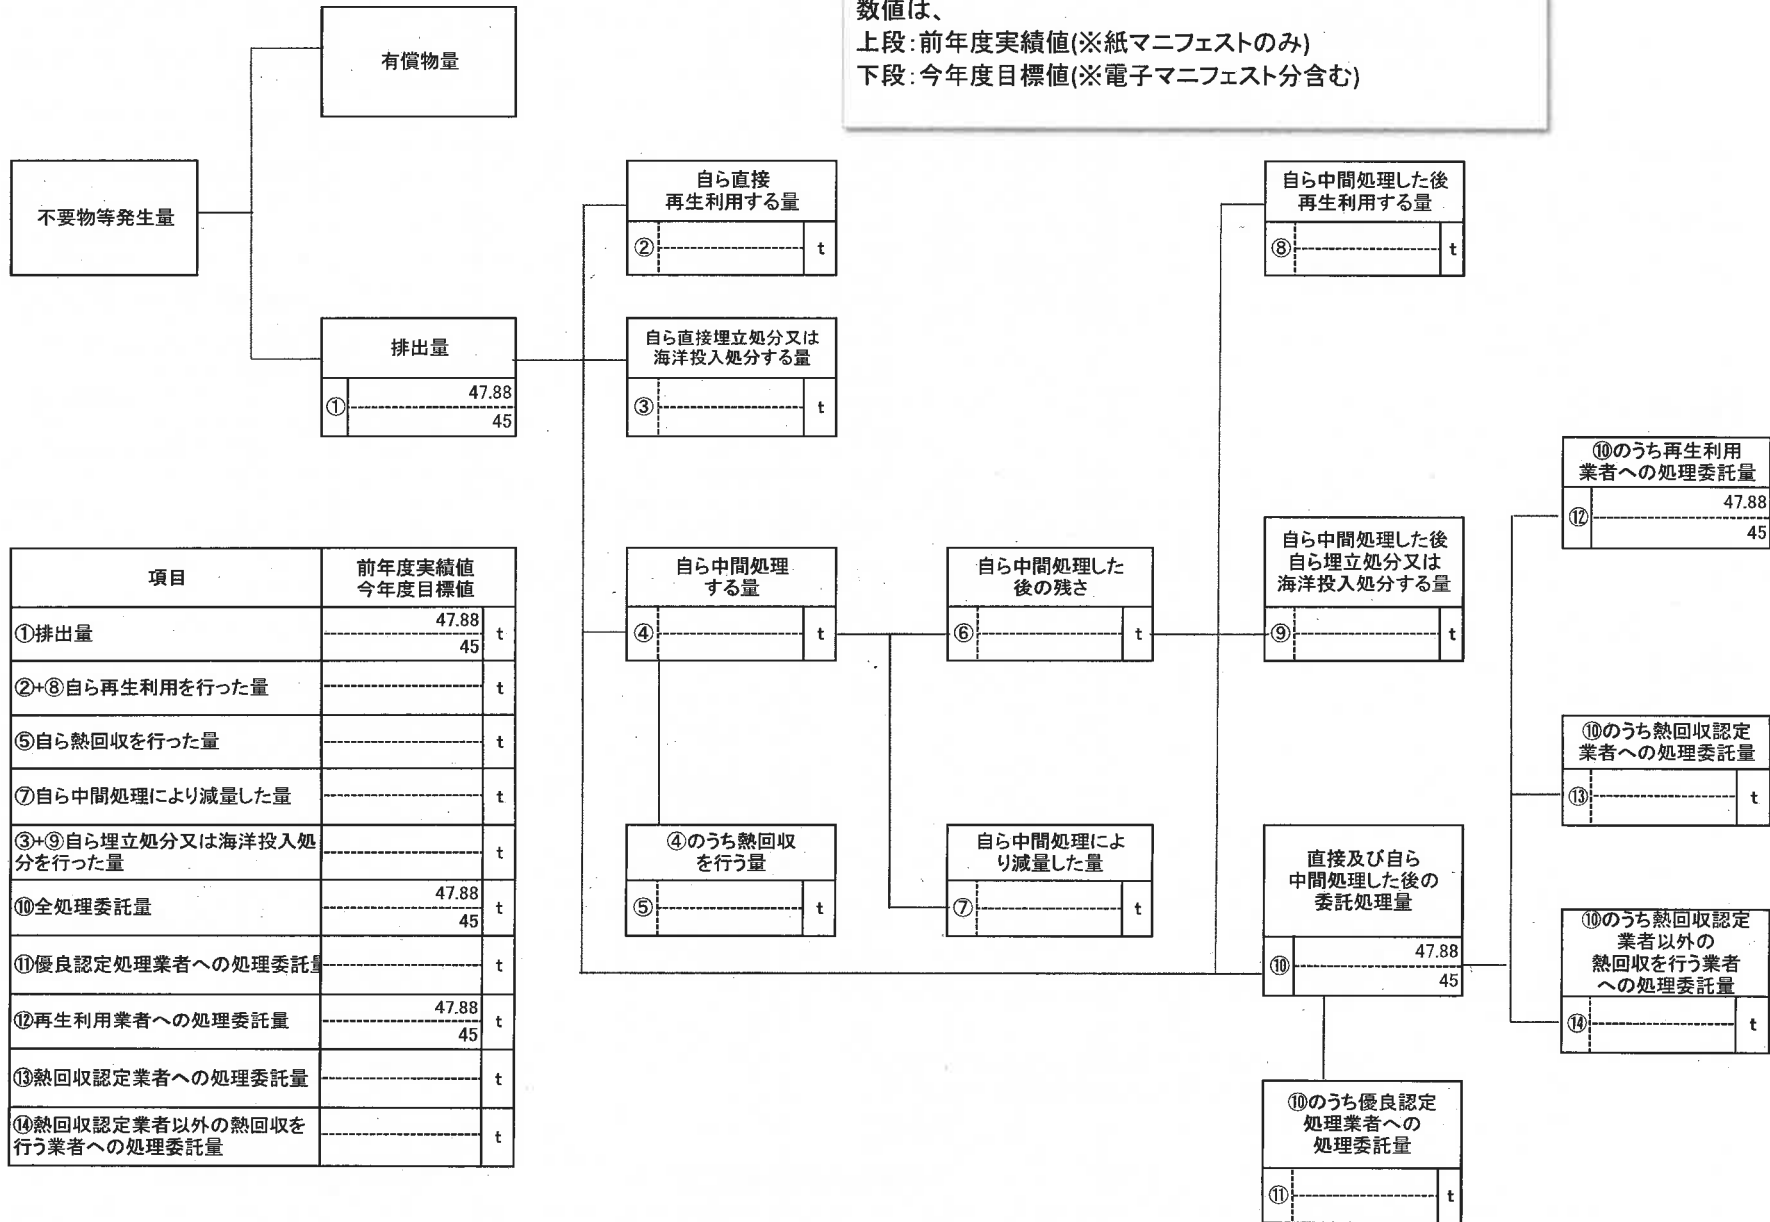 数値は、
上段：前年度実績値(※紙マニフェストのみ)
下段：今年度目標値(※電子マニフェスト分含む)
有償物量
不要物等発生量
排出量
①
47.88
45
自ら直接
再生利用する量
②
t
自ら直接埋立処分又は
海洋投入処分する量
③
t
自ら中間処理した後
再生利用する量
⑧
t
自ら中間処理
する量
④
t
自ら中間処理した
後の残さ
⑥
t
自ら中間処理した後
自ら埋立処分又は
海洋投入処分する量
⑨
t
④のうち熱回収
を行う量
⑤
t
自ら中間処理によ
り減量した量
⑦
t
直接及び自ら
中間処理した後の
委託処理量
⑩
47.88
45
⑩のうち優良認定
処理業者への
処理委託量
⑪
t
⑩のうち再生利用
業者への処理委託量
⑫
47.88
45
⑩のうち熱回収認定
業者への処理委託量
⑬
t
⑩のうち熱回収認定
業者以外の
熱回収を行う業者
への処理委託量
⑭
t
項目
前年度実績値
今年度目標値
①排出量
47.88
45
t
②+⑧自ら再生利用を行った量
t
⑤自ら熱回収を行った量
t
⑦自ら中間処理により減量した量
t
③+⑨自ら埋立処分又は海洋投入処
分を行った量
t
⑩全処理委託量
47.88
45
t
⑪優良認定処理業者への処理委託量
t
⑫再生利用業者への処理委託量
47.88
45
t
⑬熱回収認定業者への処理委託量
t
⑭熱回収認定業者以外の熱回収を
行う業者への処理委託量
t